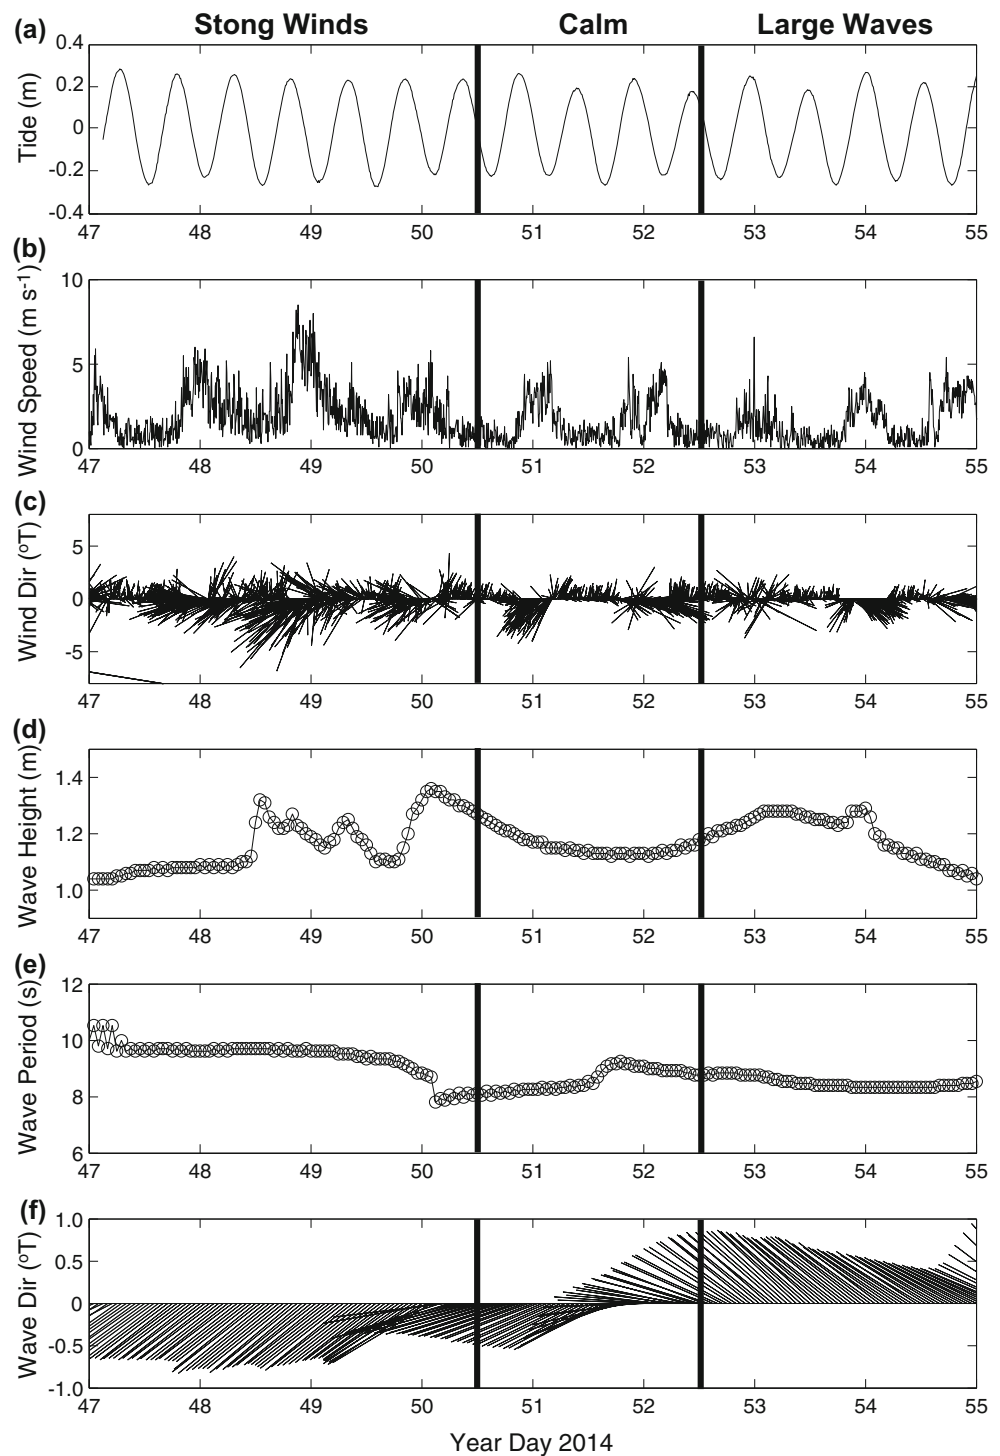 Stong Winds Calm Large Waves
(a)
Tide (m)
0.4
0.2
0
-0.2
-0.4
47 48 49 50 51 52 53 54 55
(b)
Wind Speed (m s-1)
10
5
0
47 48 49 50 51 52 53 54 55
(c)
Wind Dir (oT)
5
0
-5
47 48 49 50 51 52 53 54 55
(d)
Wave Height (m)
1.4
1.2
1.0
47 48 49 50 51 52 53 54 55
(e)
Wave Period (s)
12
10
8
6
47 48 49 50 51 52 53 54 55
(f)
Wave Dir (oT)
1.0
0.5
0
-0.5
-1.0
47 48 49 50 51 52 53 54 55
Year Day 2014